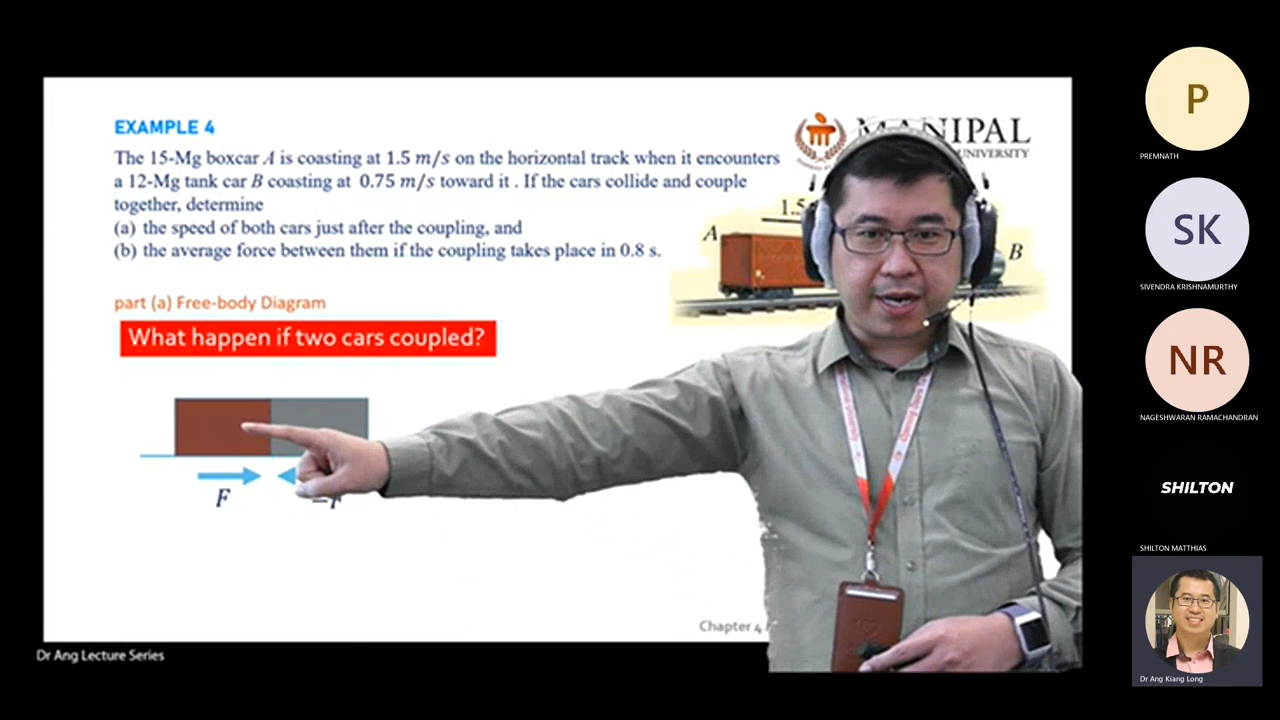 EXAMPLE 4
The 15-Mg boxcar A is coasting at 1.5 m/s on the horizontal track when it encounters
a 12-Mg tank car B coasting at 0.75 m/s toward it . If the cars collide and couple
together, determine
(a) the speed of both cars just after the coupling, and
(b) the average force between them if the coupling takes place in 0.8 s.
part (a) Free-body Diagram
What happen if two cars coupled?
F
MANIPAL
UNIVERSITY
1.5
A
B
Chapter 4
Dr Ang Lecture Series
P
PREMNATH
SK
SIVENDRA KRISHNAMURTHY
NR
NAGESHWARAN RAMACHANDRAN
SHILTON
SHILTON MATTHIAS
Dr Ang Kiang Long